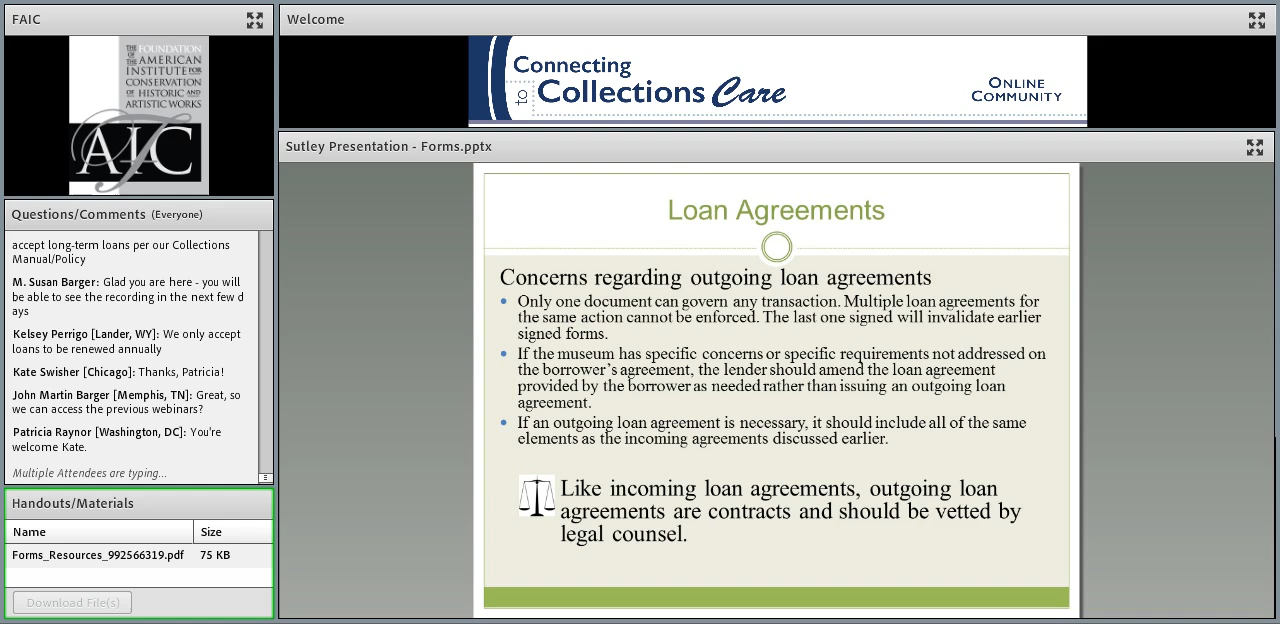 FAIC
THE FOUNDATION
OF THE AMERICAN
INSTITUTE FOR
CONSERVATION
OF HISTORIC AND
ARTISTIC WORKS
AIC
Questions/Comments (Everyone)
accept long-term loans per our Collections
Manual/Policy
M. Susan Barger: Glad you are here - you will
be able to see the recording in the next few d
ays
Kelsey Perrigo [Lander, WY]: We only accept
loans to be renewed annually
Kate Swisher [Chicago]: Thanks, Patricia!
John Martin Barger [Memphis, TN]: Great, so
we can access the previous webinars?
Patricia Raynor [Washington, DC]: You're
welcome Kate.
Multiple Attendees are typing...
Handouts/Materials
Name Size
Forms_Resources_992566319.pdf 75 KB
Download File(s)
Welcome
Connecting
to Collections Care
ONLINE
COMMUNITY
Sutley Presentation - Forms.pptx
Loan Agreements
Concerns regarding outgoing loan agreements
• Only one document can govern any transaction. Multiple loan agreements for
the same action cannot be enforced. The last one signed will invalidate earlier
signed forms.
• If the museum has specific concerns or specific requirements not addressed on
the borrower's agreement, the lender should amend the loan agreement
provided by the borrower as needed rather than issuing an outgoing loan
agreement.
• If an outgoing loan agreement is necessary, it should include all of the same
elements as the incoming agreements discussed earlier.
Like incoming loan agreements, outgoing loan
agreements are contracts and should be vetted by
legal counsel.